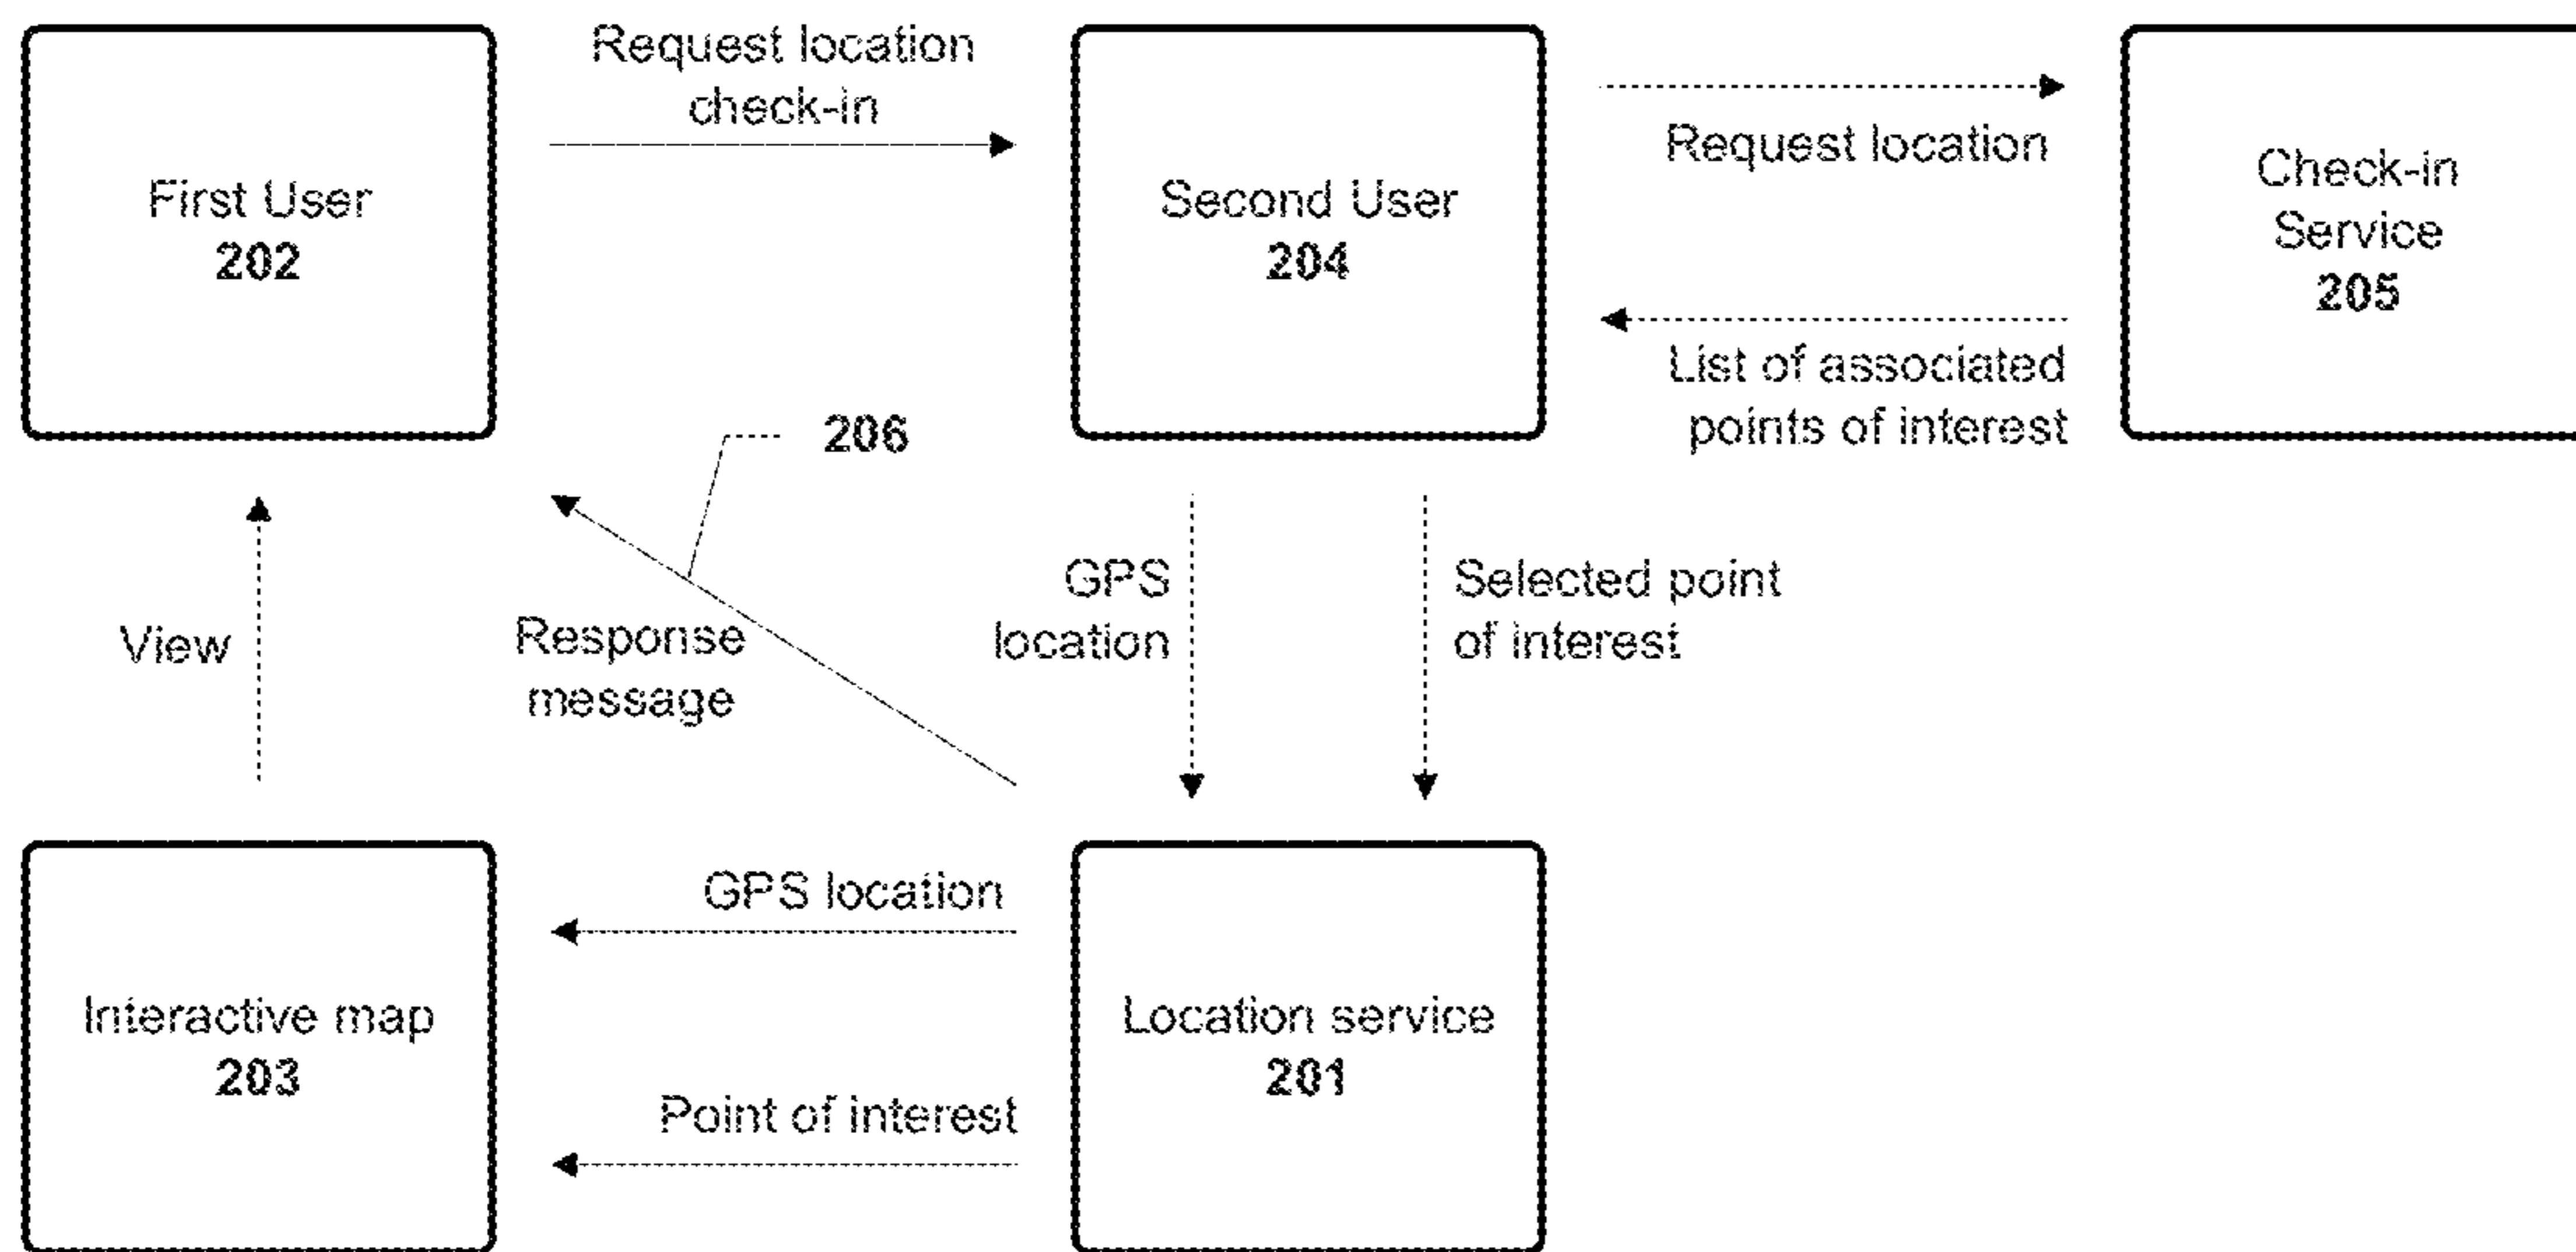 Request location
check-in
First User
202
Second User
204
Request location
Check-in
Service
205
List of associated
points of interest
206
View
Response
message
GPS
location
Selected point
of interest
GPS location
Interactive map
203
Location service
201
Point of interest